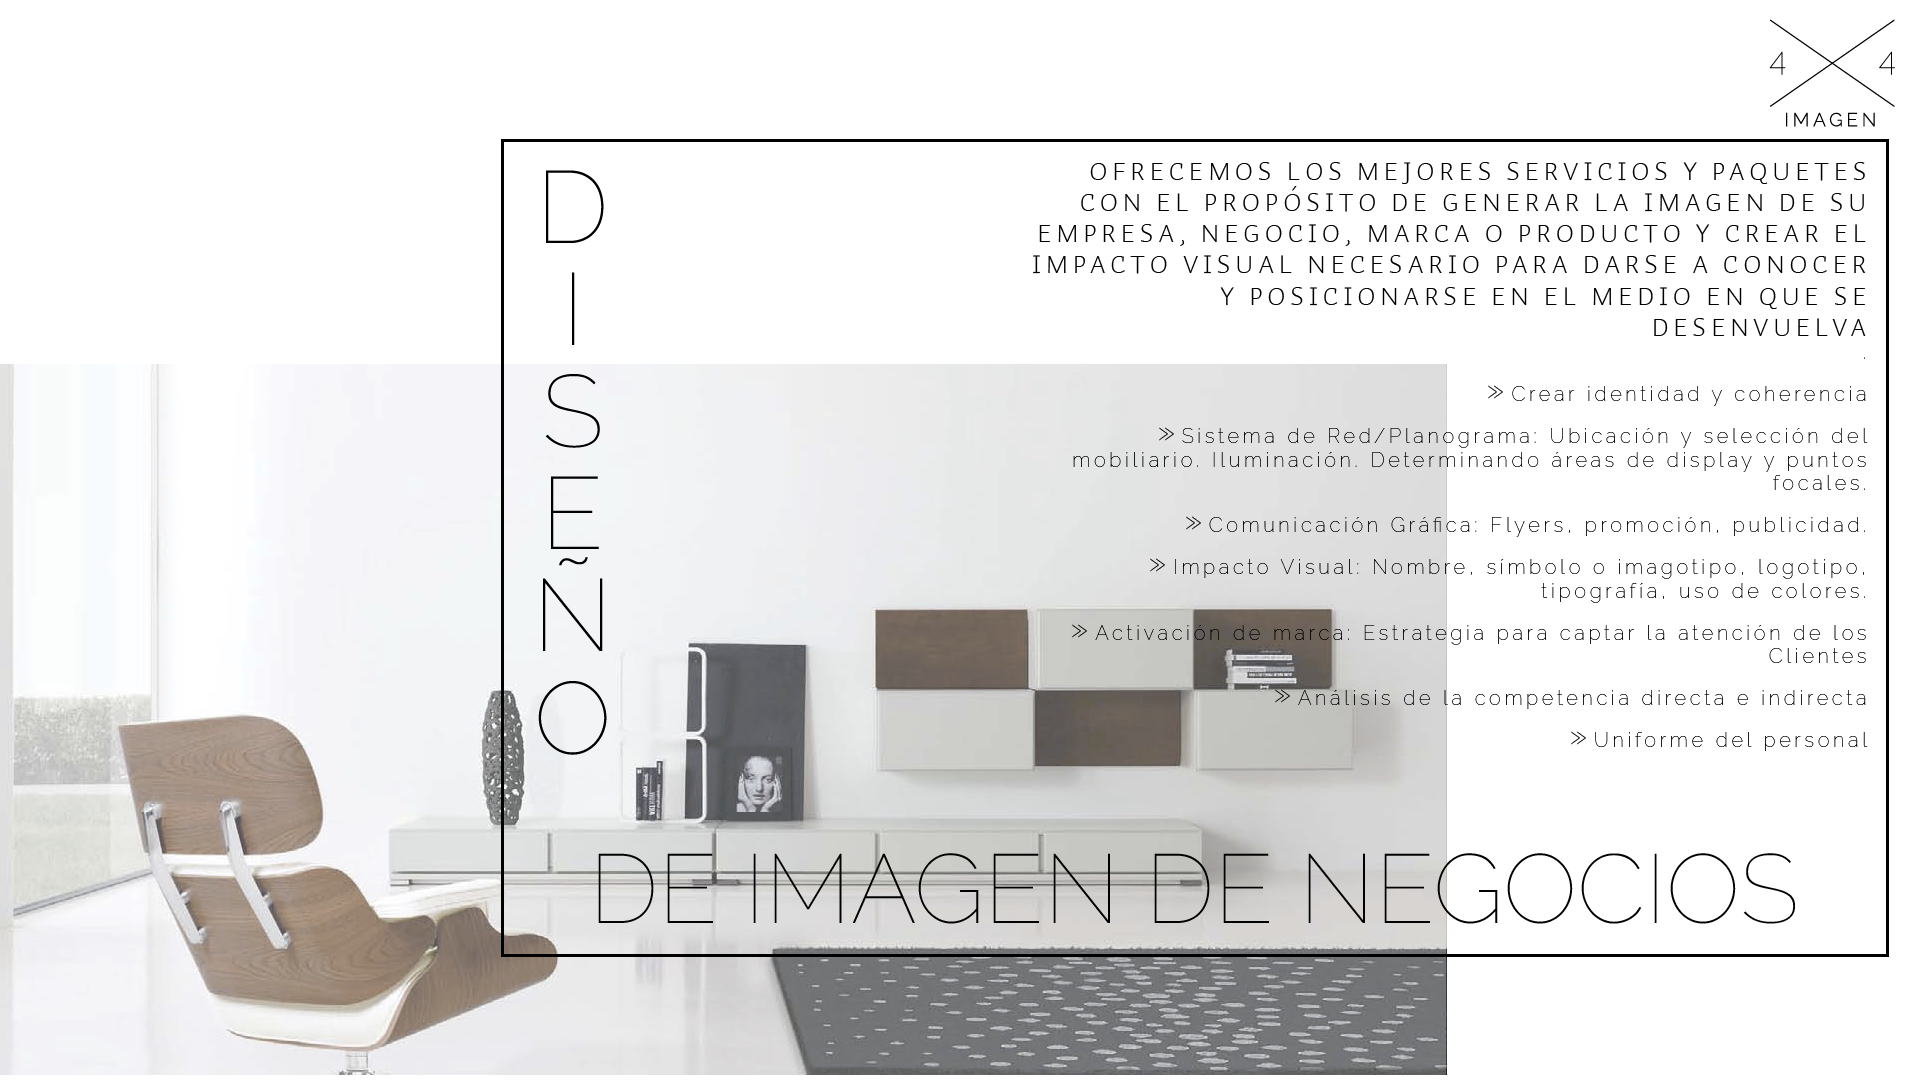 4 4
IMAGEN
DISEÑO
OFRECEMOS LOS MEJORES SERVICIOS Y PAQUETES
CON EL PROPÓSITO DE GENERAR LA IMAGEN DE SU
EMPRESA, NEGOCIO, MARCA O PRODUCTO Y CREAR EL
IMPACTO VISUAL NECESARIO PARA DARSE A CONOCER
Y POSICIONARSE EN EL MEDIO EN QUE SE
DESENVUELVA
.
» Crear identidad y coherencia
» Sistema de Red/Planograma: Ubicación y selección del
mobiliario. Iluminación. Determinando áreas de display y puntos
focales.
» Comunicación Gráfica: Flyers, promoción, publicidad.
» Impacto Visual: Nombre, símbolo o imagotipo, logotipo,
tipografía, uso de colores.
» Activación de marca: Estrategia para captar la atención de los
Clientes
» Análisis de la competencia directa e indirecta
» Uniforme del personal
DE IMAGEN DE NEGOCIOS